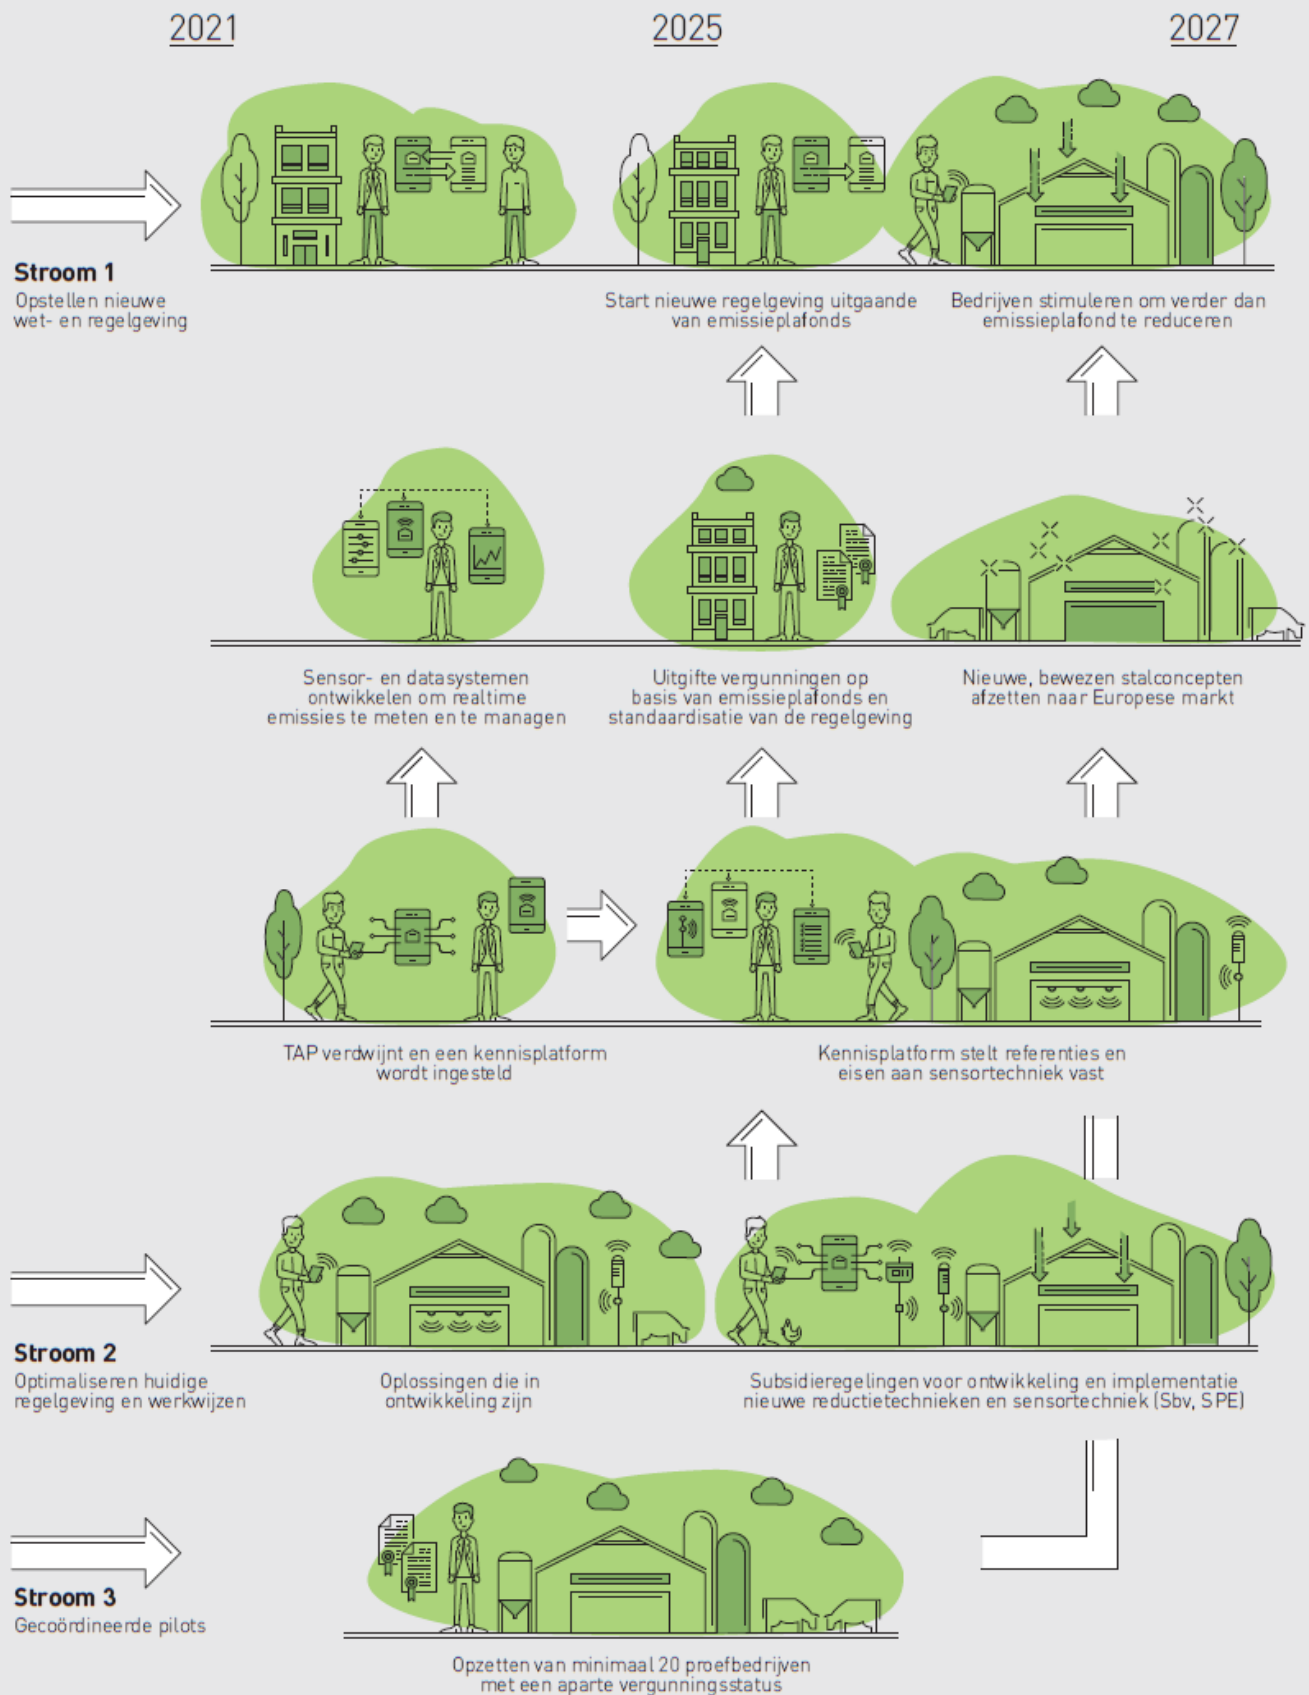 2021
2025
2027
Stroom 1
Opstellen nieuwe
wet- en regelgeving
Start nieuwe regelgeving uitgaande
van emissieplafonds
Bedrijven stimuleren om verder dan
emissieplafond te reduceren
Sensor- en datasystemen
ontwikkelen om realtime
emissies te meten en te managen
Uitgifte vergunningen op
basis van emissieplafonds en
standaardisatie van de regelgeving
Nieuwe, bewezen stalconcepten
afzetten naar Europese markt
TAP verdwijnt en een kennisplatform
wordt ingesteld
Kennisplatform stelt referenties en
eisen aan sensortechniek vast
Stroom 2
Optimaliseren huidige
regelgeving en werkwijzen
Oplossingen die in
ontwikkeling zijn
Subsidieregelingen voor ontwikkeling en implementatie
nieuwe reductietechnieken en sensortechniek (Sbv, SPE)
Stroom 3
Gecoördineerde pilots
Opzetten van minimaal 20 proefbedrijven
met een aparte vergunningsstatus